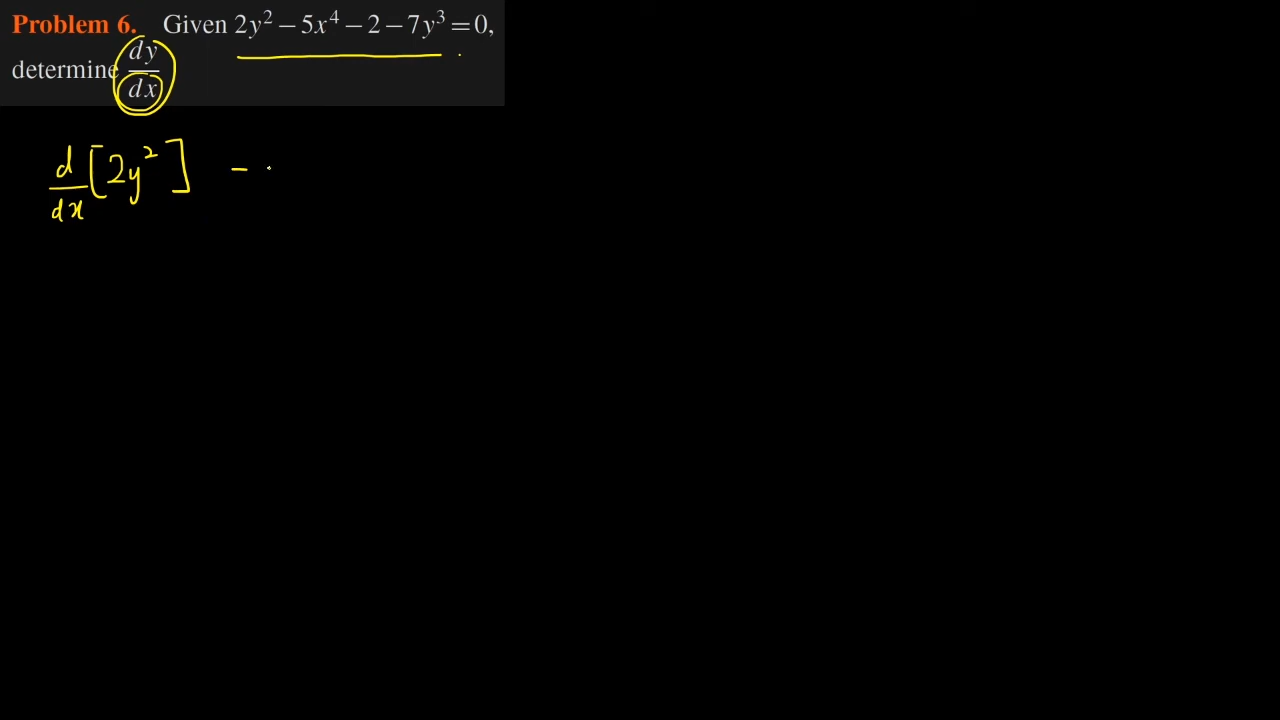 Problem 6. Given 2y² − 5x⁴ − 2 − 7y³ = 0,
determine dy/dx
d/dx [2y²] −